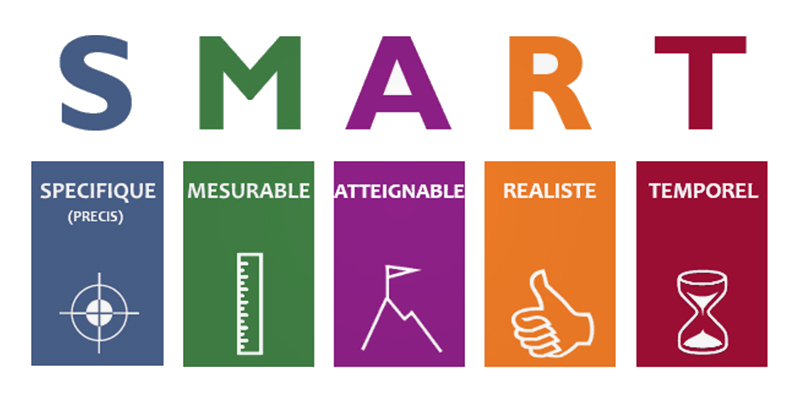 S M A R T
SPECIFIQUE
(PRECIS)
MESURABLE
ATTEIGNABLE
REALISTE
TEMPOREL